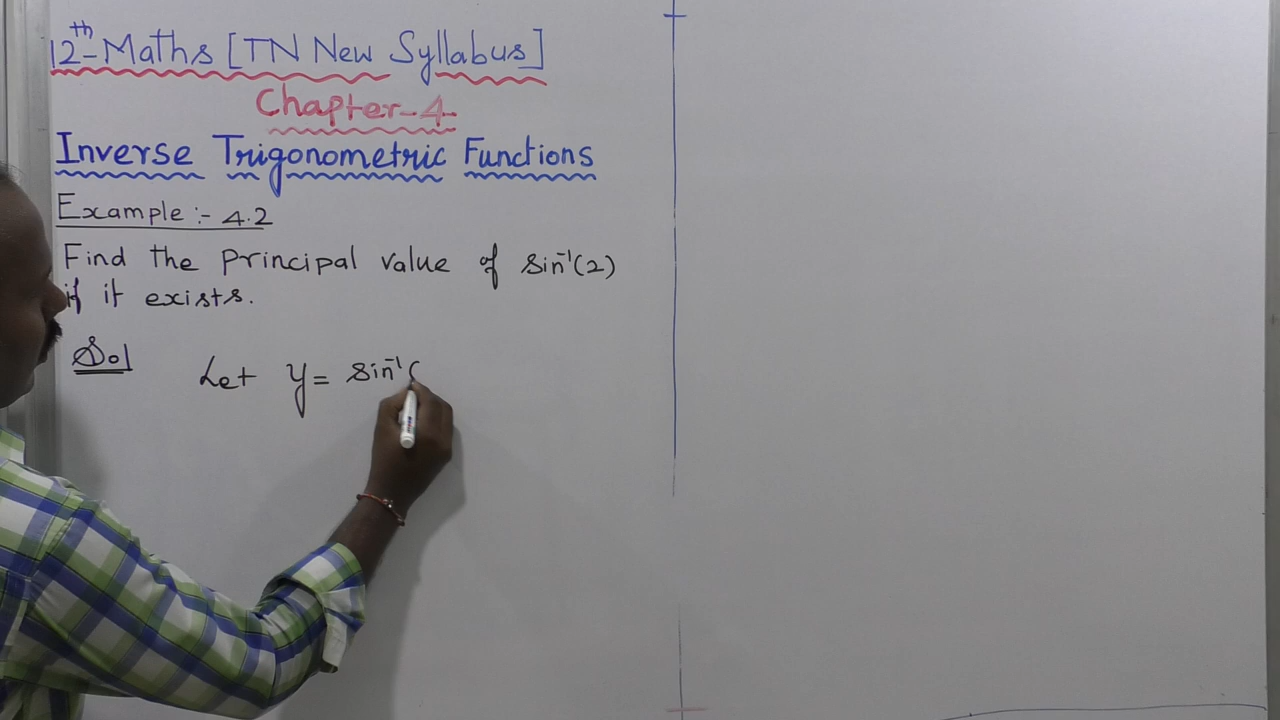 12th-Maths [TN New Syllabus]
Chapter-4
Inverse Trigonometric Functions
Example :- 4.2
Find the principal value of sin⁻¹(2)
if it exists.
Sol
Let y = sin⁻¹(